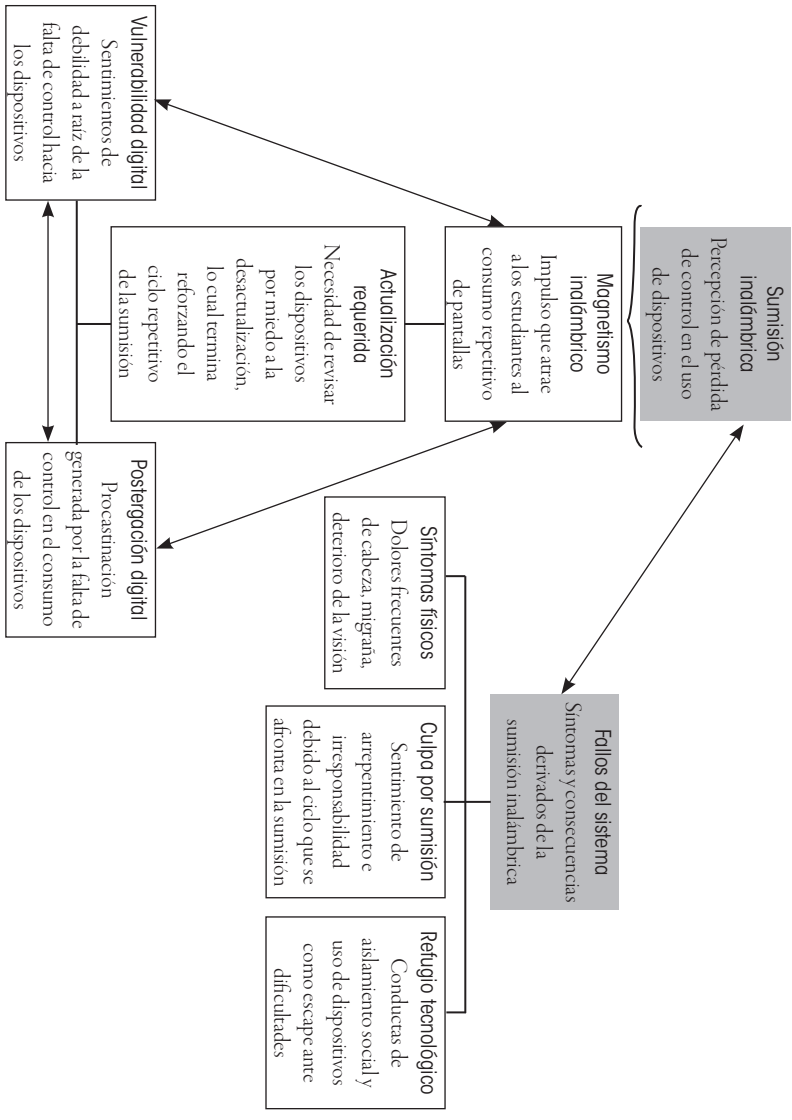 Sumisión
inalámbrica
Percepción de pérdida
de control en el uso
de dispositivos
Magnetismo
inalámbrico
Impulso que atrae
a los estudiantes al
consumo repetitivo
de pantallas
Actualización
requerida
Necesidad de revisar
los dispositivos
por miedo a la
desactualización,
lo cual termina
reforzando el
ciclo repetitivo
de la sumisión
Vulnerabilidad digital
Sentimientos de
debilidad a raíz de la
falta de control hacia
los dispositivos
Postergación digital
Procastinación
generada por la falta de
control en el consumo
de los dispositivos
Fallos del sistema
Síntomas y consecuencias
derivados de la
sumisión inalámbrica
Síntomas físicos
Dolores frecuentes
de cabeza, migraña,
deterioro de la visión
Culpa por sumisión
Sentimiento de
arrepentimiento e
irresponsabilidad
debido al ciclo que se
afronta en la sumisión
Refugio tecnológico
Conductas de
aislamiento social y
uso de dispositivos
como escape ante
dificultades